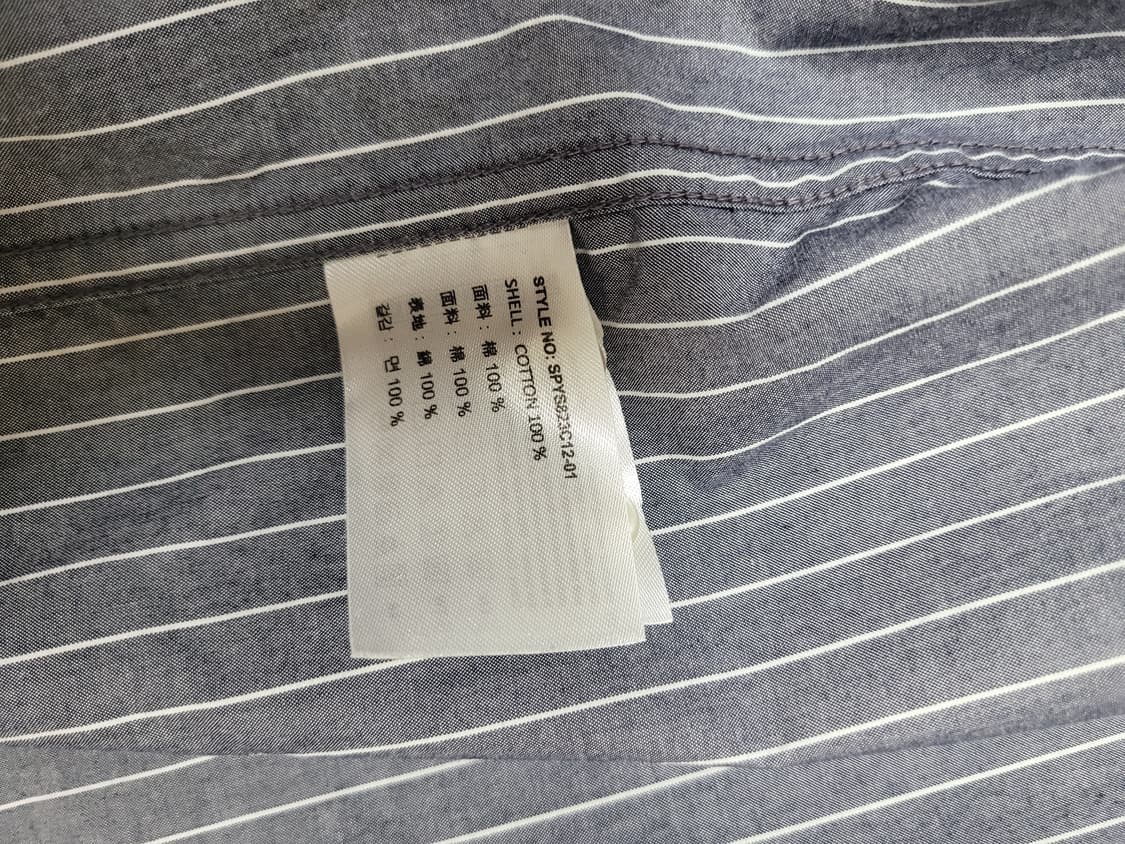 STYLE NO: SPYS823C12-01
SHELL : COTTON 100 %
面料 : 棉 100 %
面料 : 棉 100 %
表地 : 綿 100 %
겉감 : 면 100 %